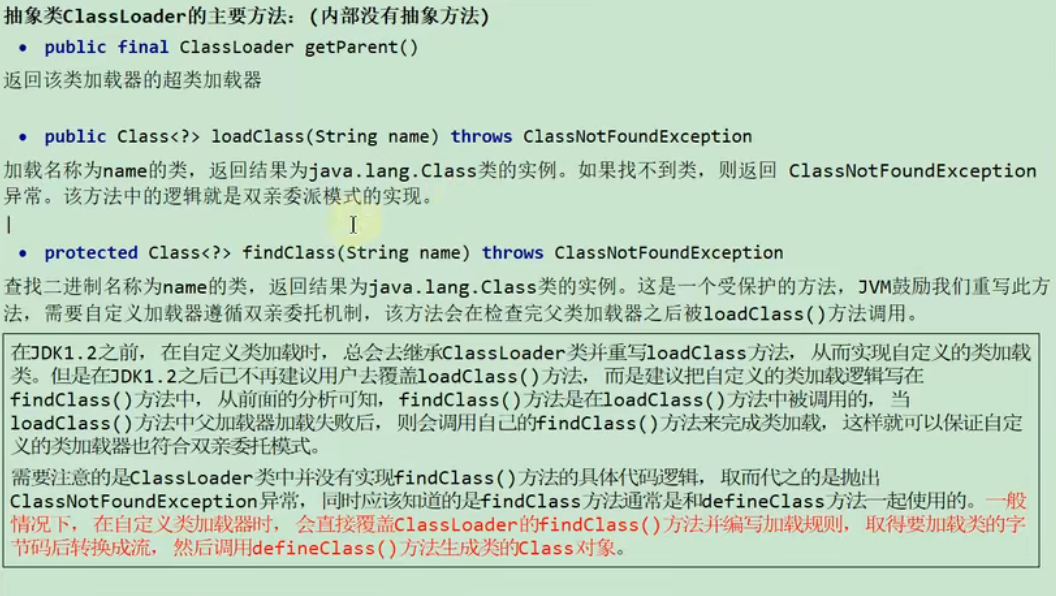 抽象类ClassLoader的主要方法：(内部没有抽象方法)
• public final ClassLoader getParent()
返回该类加载器的超类加载器
• public Class<?> loadClass(String name) throws ClassNotFoundException
加载名称为name的类，返回结果为java.lang.Class类的实例。如果找不到类，则返回 ClassNotFoundException
异常。该方法中的逻辑就是双亲委派模式的实现。
• protected Class<?> findClass(String name) throws ClassNotFoundException
查找二进制名称为name的类，返回结果为java.lang.Class类的实例。这是一个受保护的方法，JVM鼓励我们重写此方
法，需要自定义加载器遵循双亲委托机制，该方法会在检查完父类加载器之后被loadClass()方法调用。
在JDK1.2之前，在自定义类加载时，总会去继承ClassLoader类并重写loadClass方法，从而实现自定义的类加载
类。但是在JDK1.2之后已不再建议用户去覆盖loadClass()方法，而是建议把自定义的类加载逻辑写在
findClass()方法中，从前面的分析可知，findClass()方法是在loadClass()方法中被调用的，当
loadClass()方法中父加载器加载失败后，则会调用自己的findClass()方法来完成类加载，这样就可以保证自定
义的类加载器也符合双亲委托模式。
需要注意的是ClassLoader类中并没有实现findClass()方法的具体代码逻辑，取而代之的是抛出
ClassNotFoundException异常，同时应该知道的是findClass方法通常是和defineClass方法一起使用的。一般
情况下，在自定义类加载器时，会直接覆盖ClassLoader的findClass()方法并编写加载规则，取得要加载类的字
节码后转换成流，然后调用defineClass()方法生成类的Class对象。